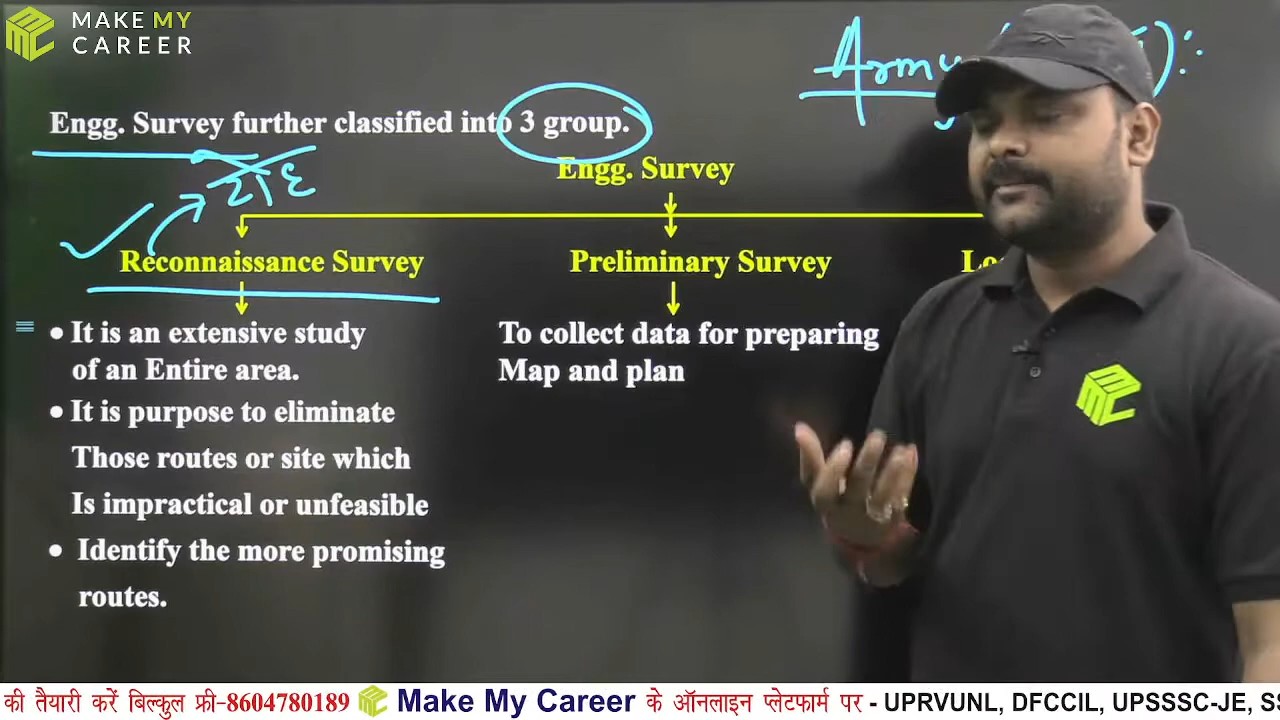 MAKE MY
CAREER
Army
Engg. Survey further classified into 3 group.
Engg. Survey
Reconnaissance Survey
Preliminary Survey
• It is an extensive study
of an Entire area.
• It is purpose to eliminate
Those routes or site which
Is impractical or unfeasible
• Identify the more promising
routes.
To collect data for preparing
Map and plan
की तैयारी करें बिल्कुल फ्री-8604780189 Make My Career के ऑनलाइन प्लेटफार्म पर - UPRVUNL, DFCCIL, UPSSSC-JE,